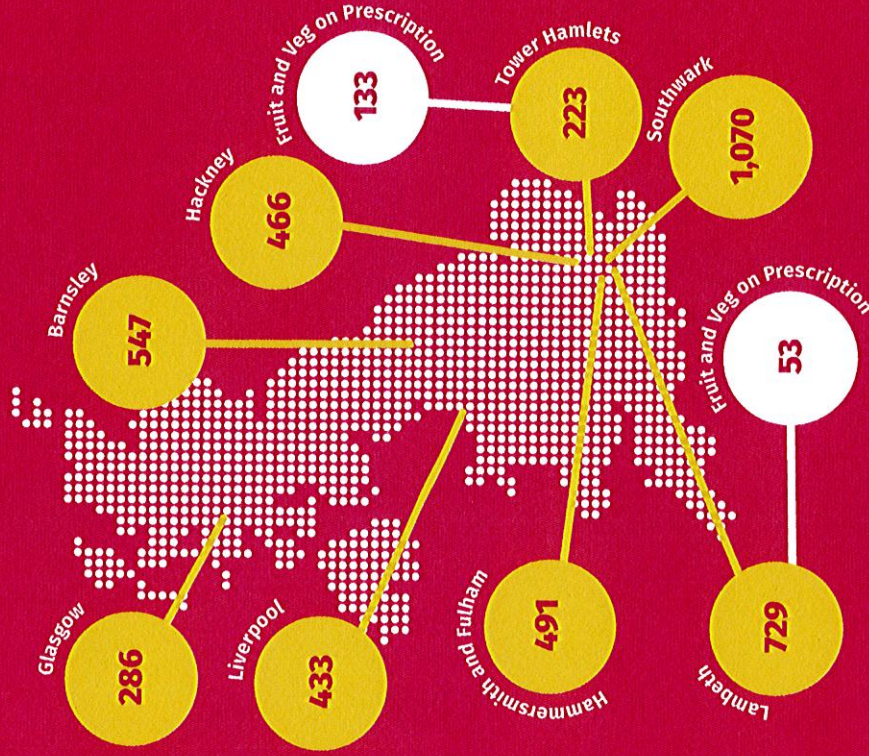 Glasgow
286
Barnsley
547
Hackney
466
Fruit and Veg on Prescription
133
Tower Hamlets
223
Southwark
1,070
Liverpool
433
Hammersmith and Fulham
491
Lambeth
729
Fruit and Veg on Prescription
53